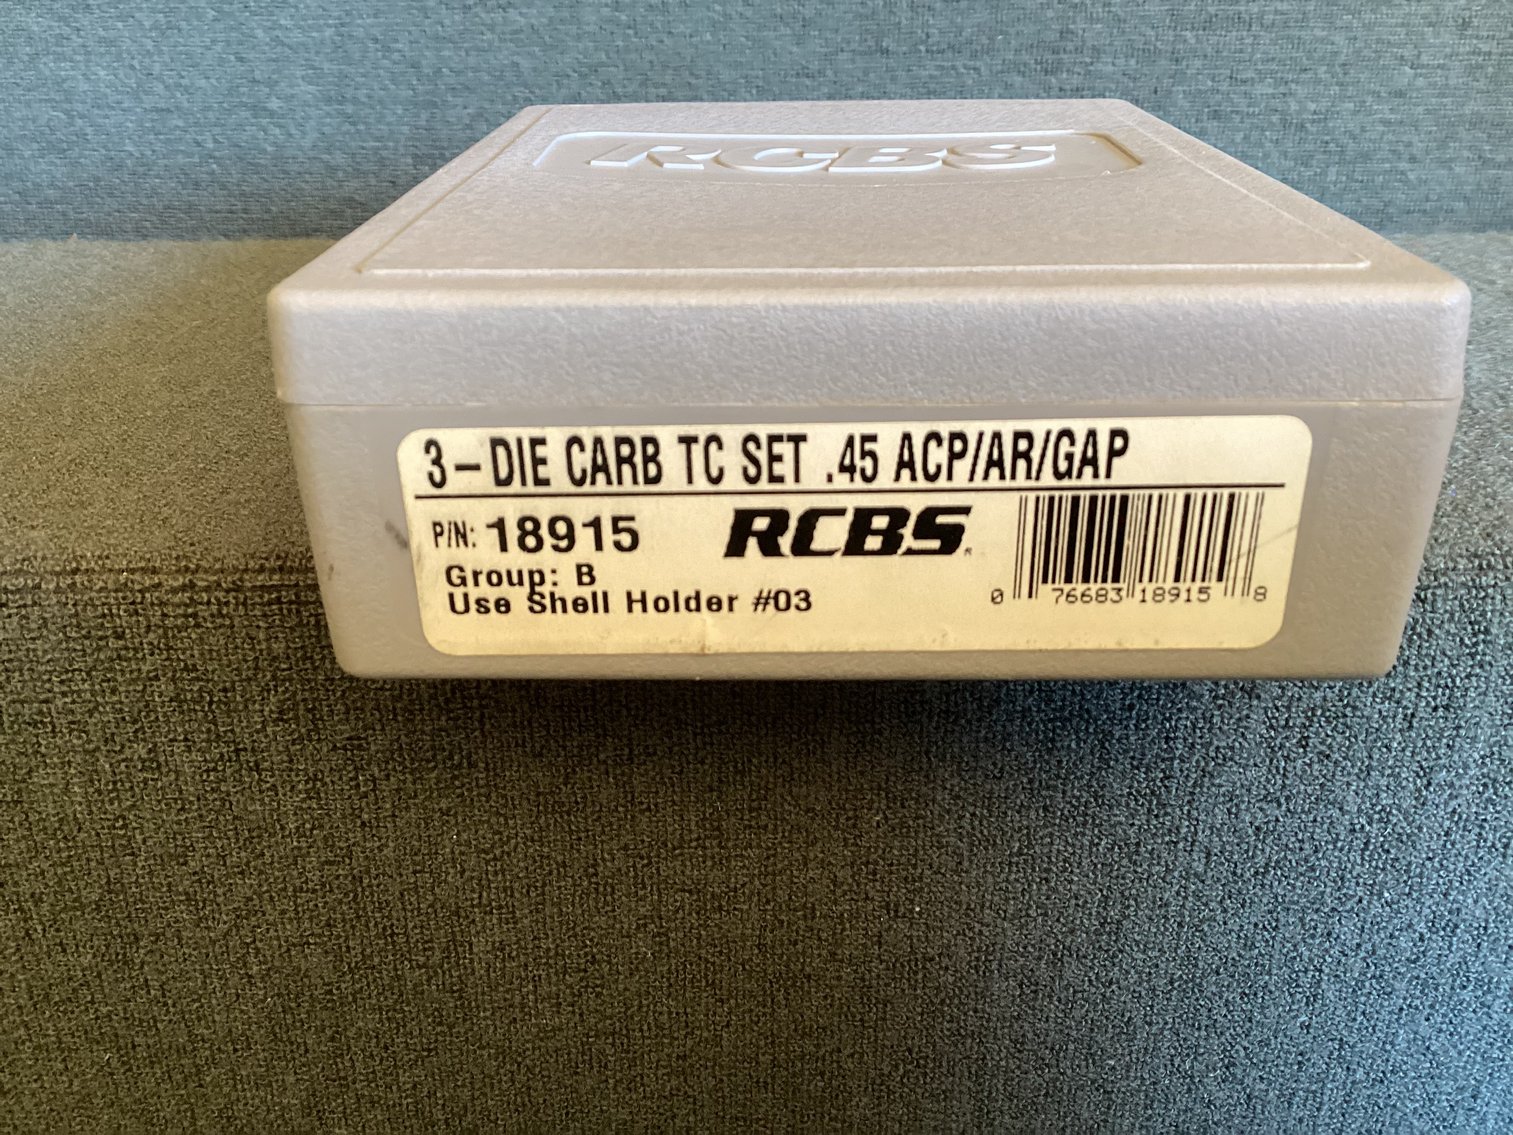 RCBS
3-DIE CARB TC SET .45 ACP/AR/GAP
P/N: 18915
RCBS®
Group: B
Use Shell Holder #03
0 76683 18915 8